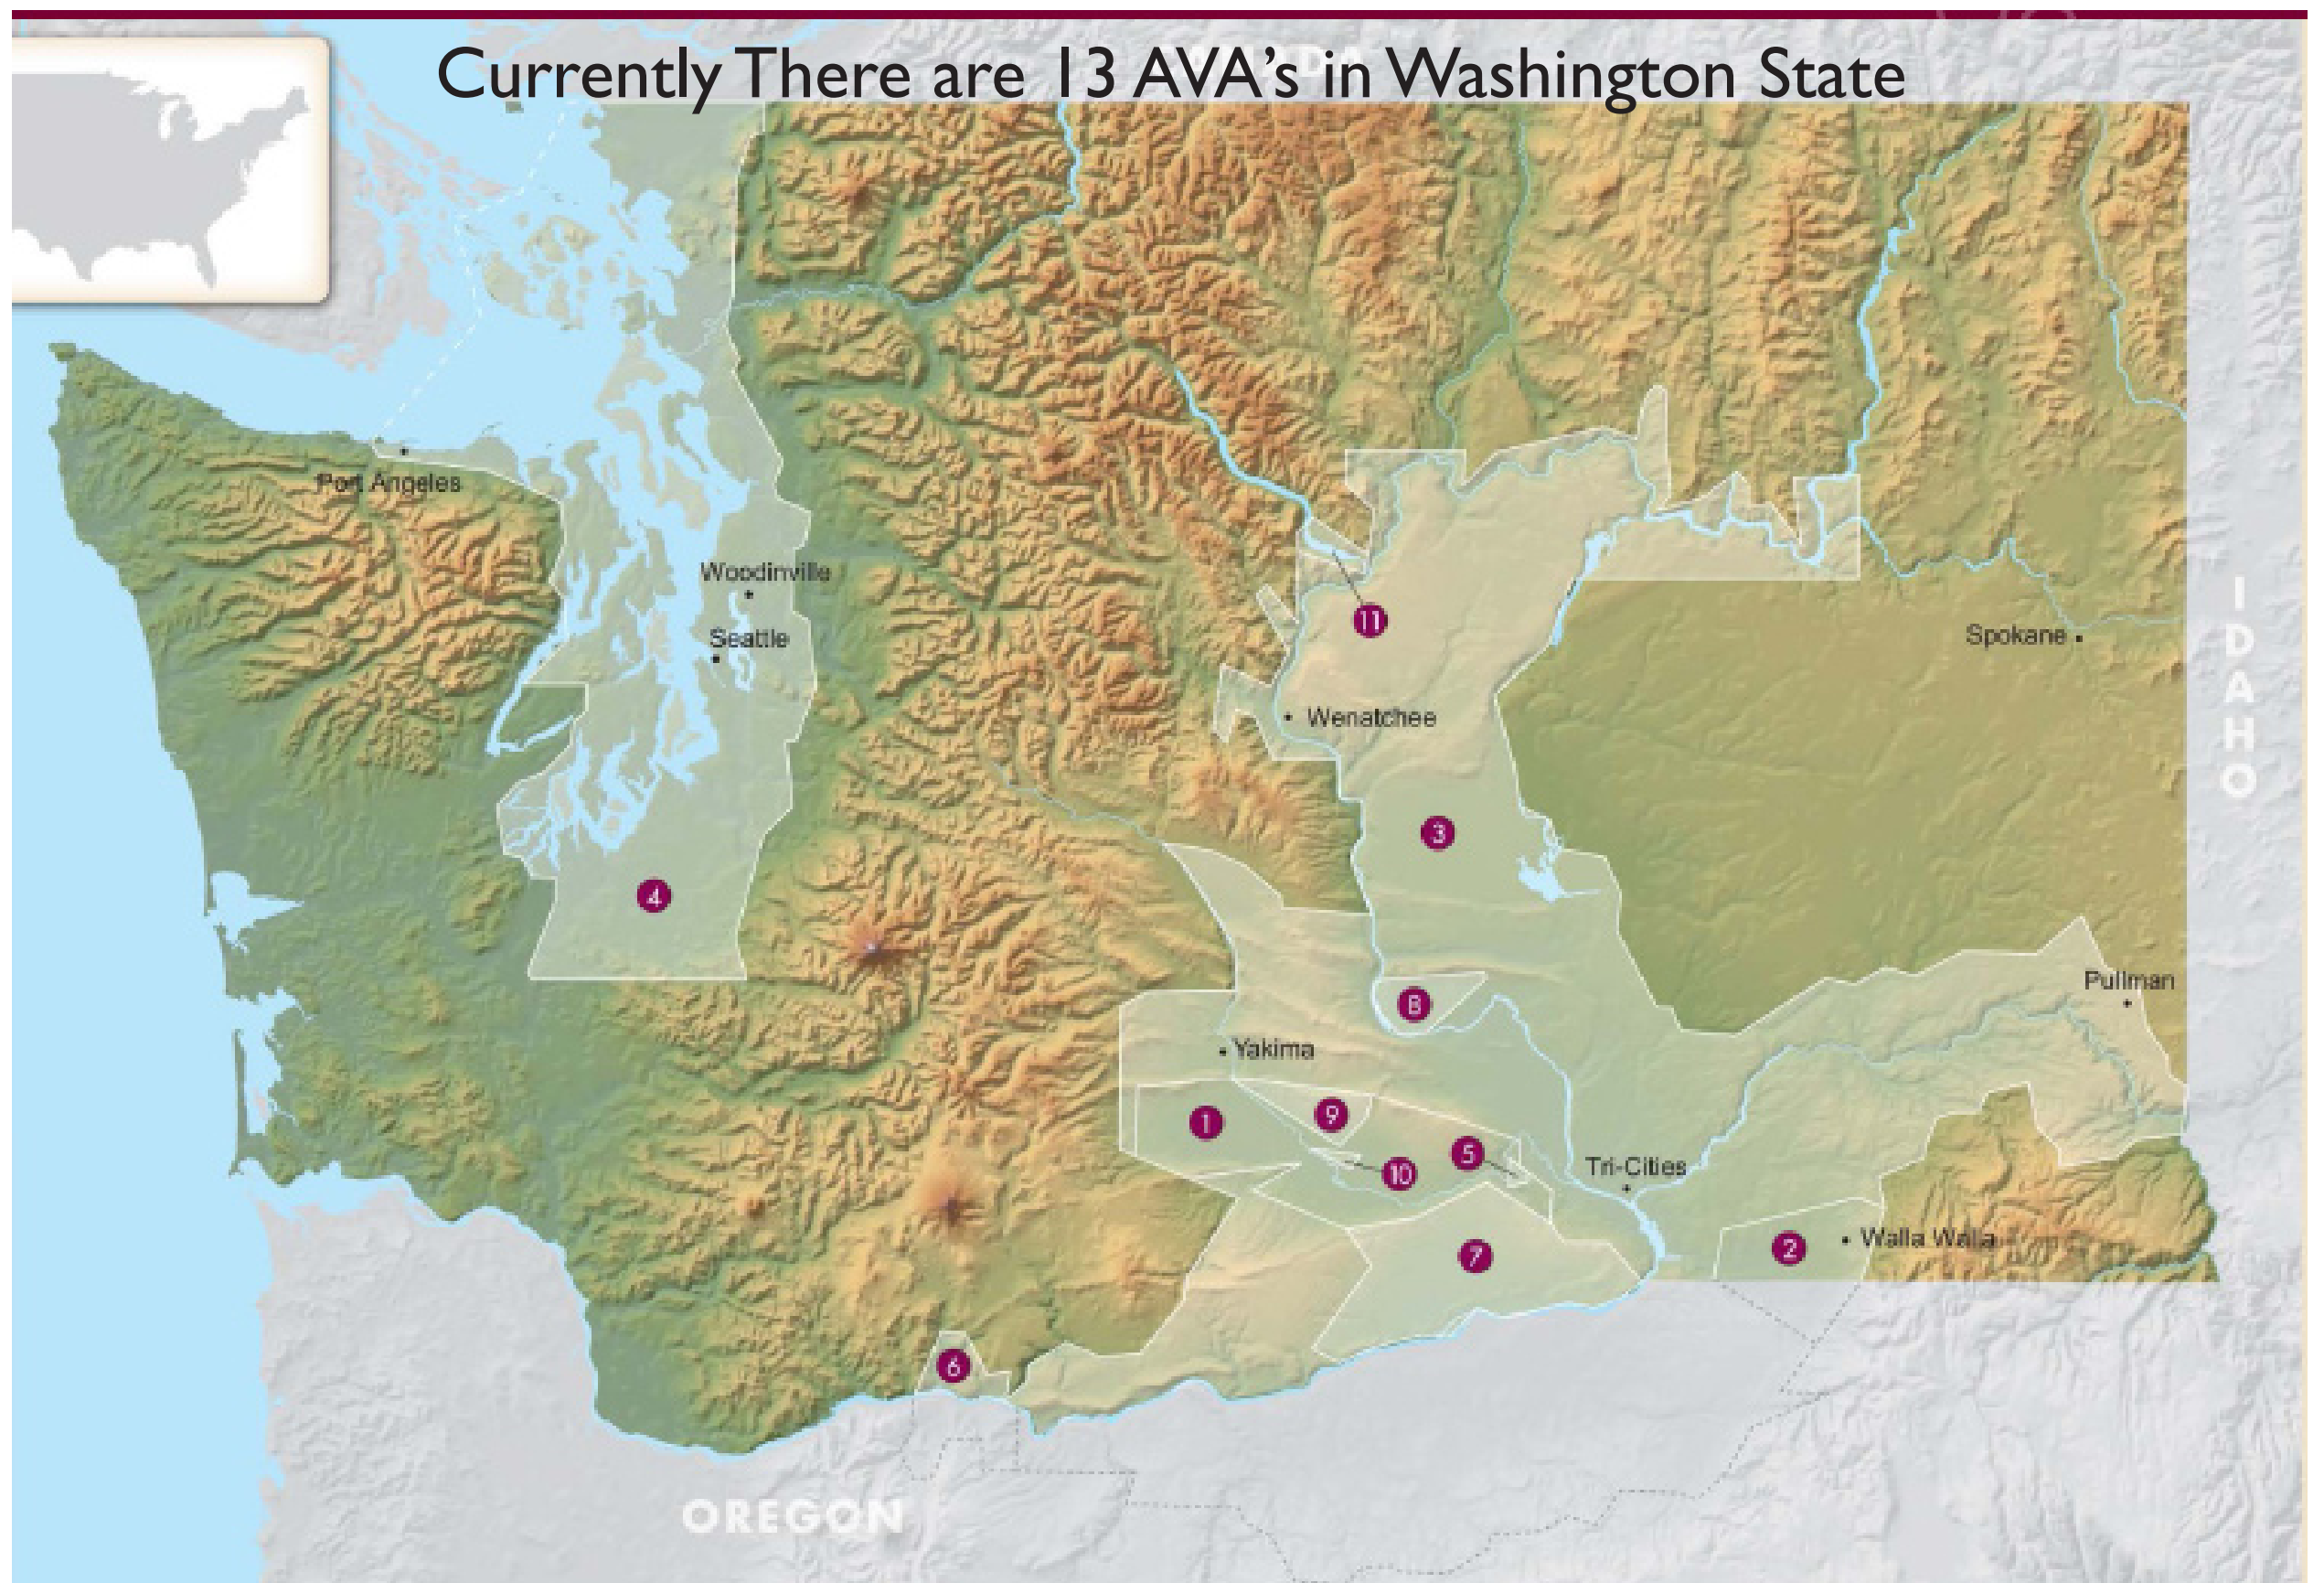 Currently There are 13 AVA's in Washington State
Port Angeles
Woodinville
Seattle
11
Spokane
IDAHO
Wenatchee
3
4
Pullman
8
Yakima
1
9
5
10
Tri-Cities
2
Walla Walla
7
6
OREGON